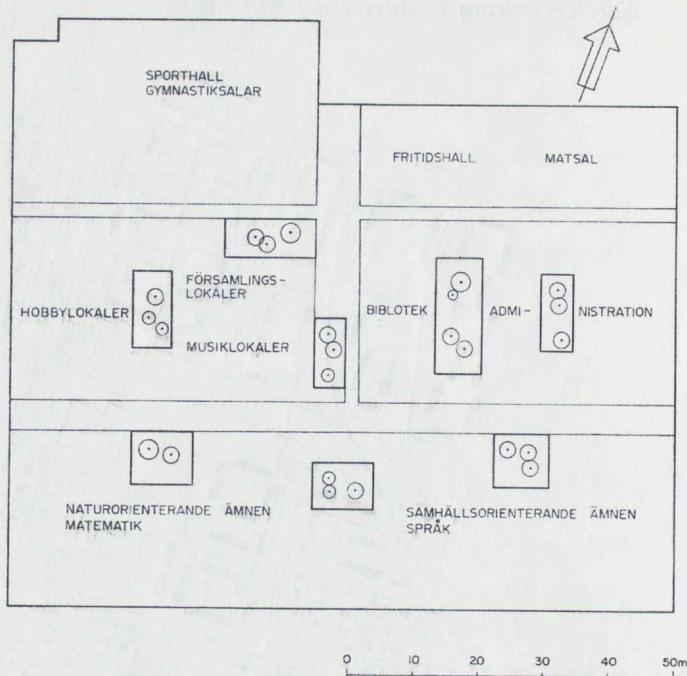 SPORTHALL
GYMNASTIKSALAR
FRITIDSHALL
MATSAL
FÖRSAMLINGS-
LOKALER
HOBBYLOKALER
MUSIKLOKALER
BIBLOTEK
ADMI-
NISTRATION
NATURORIENTERANDE ÄMNEN
MATEMATIK
SAMHÄLLSORIENTERANDE ÄMNEN
SPRÅK
0 10 20 30 40 50m